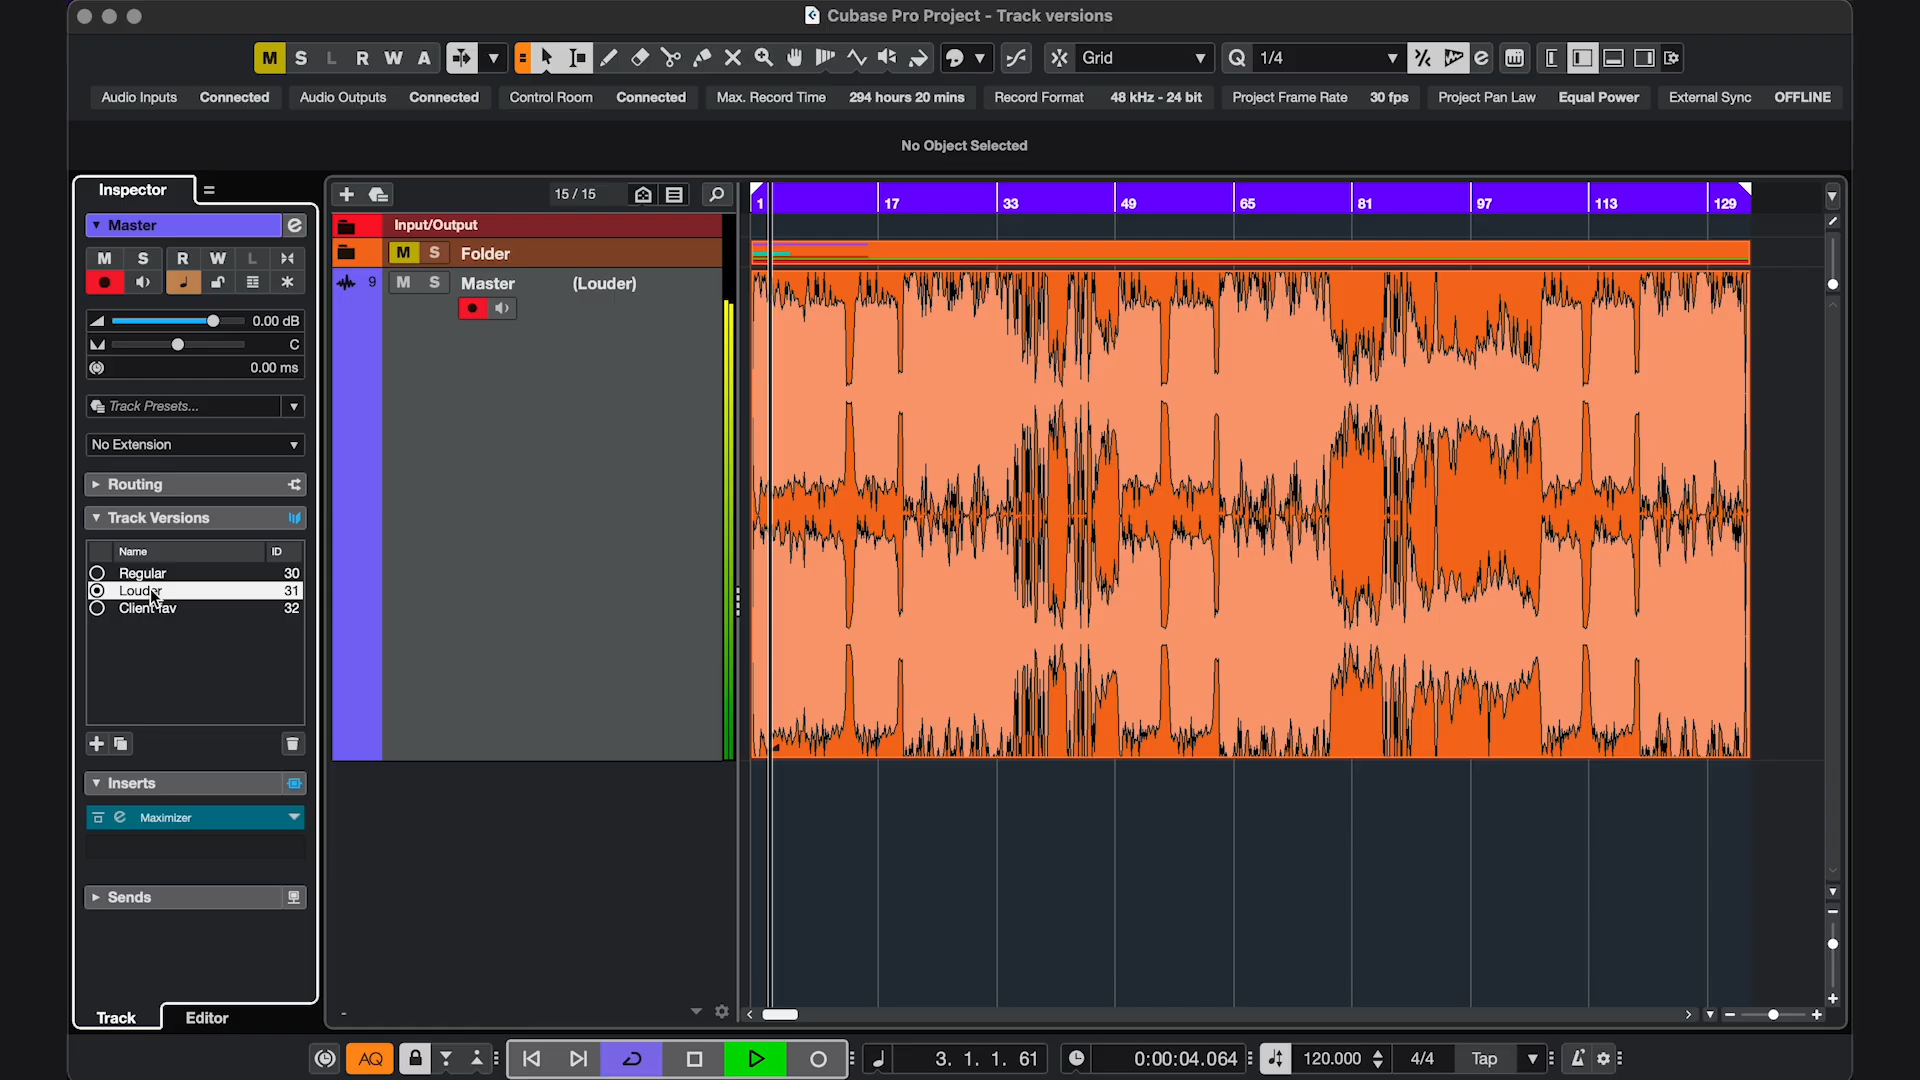 Cubase Pro Project - Track versions
M S L R W A Grid Q 1/4
Audio Inputs Connected Audio Outputs Connected Control Room Connected Max. Record Time 294 hours 20 mins Record Format 48 kHz - 24 bit Project Frame Rate 30 fps Project Pan Law Equal Power External Sync OFFLINE
No Object Selected
Inspector
15 / 15
1 17 33 49 65 81 97 113 129
Master
Input/Output
M S Folder
M S R W L
9 M S Master (Louder)
0.00 dB
C
0.00 ms
Track Presets...
No Extension
Routing
Track Versions
Name ID
Regular 30
Louder 31
Client fav 32
Inserts
Maximizer
Sends
Track Editor
-
AQ 3. 1. 1. 61 0:00:04.064 120.000 4/4 Tap